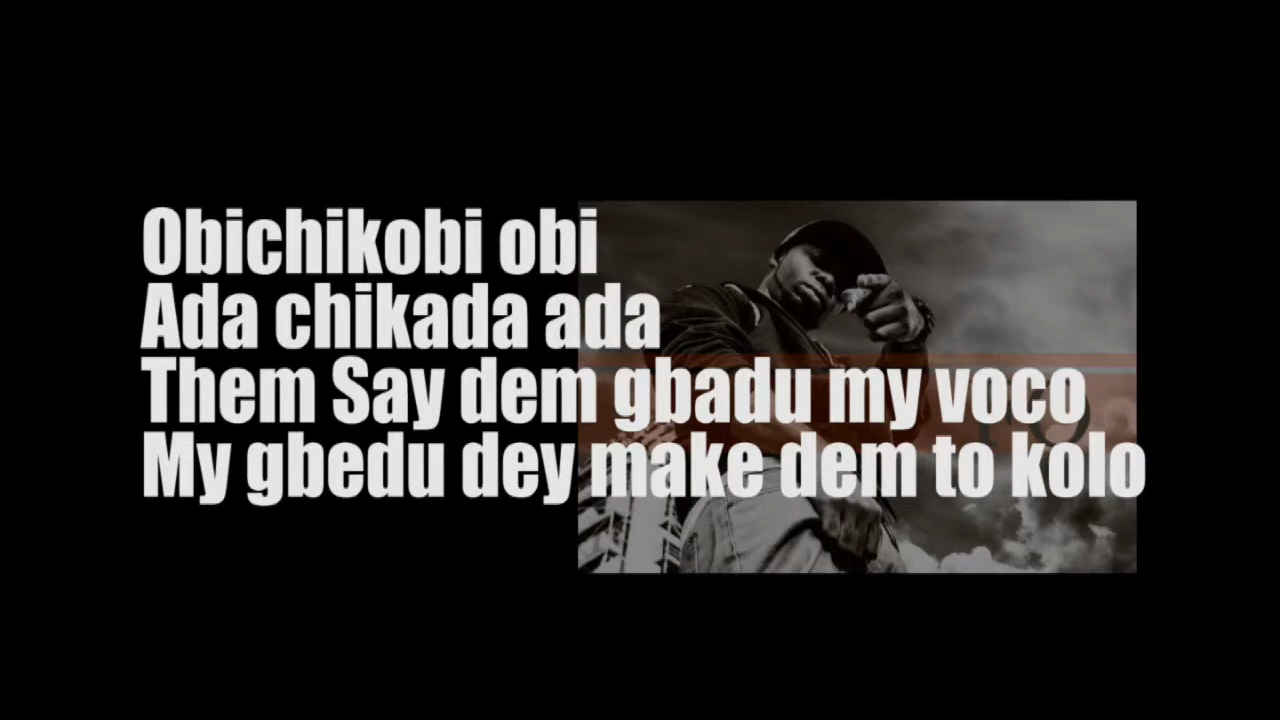 Obichikobi obi
Ada chikada ada
Them Say dem gbadu my voco
My gbedu dey make dem to kolo